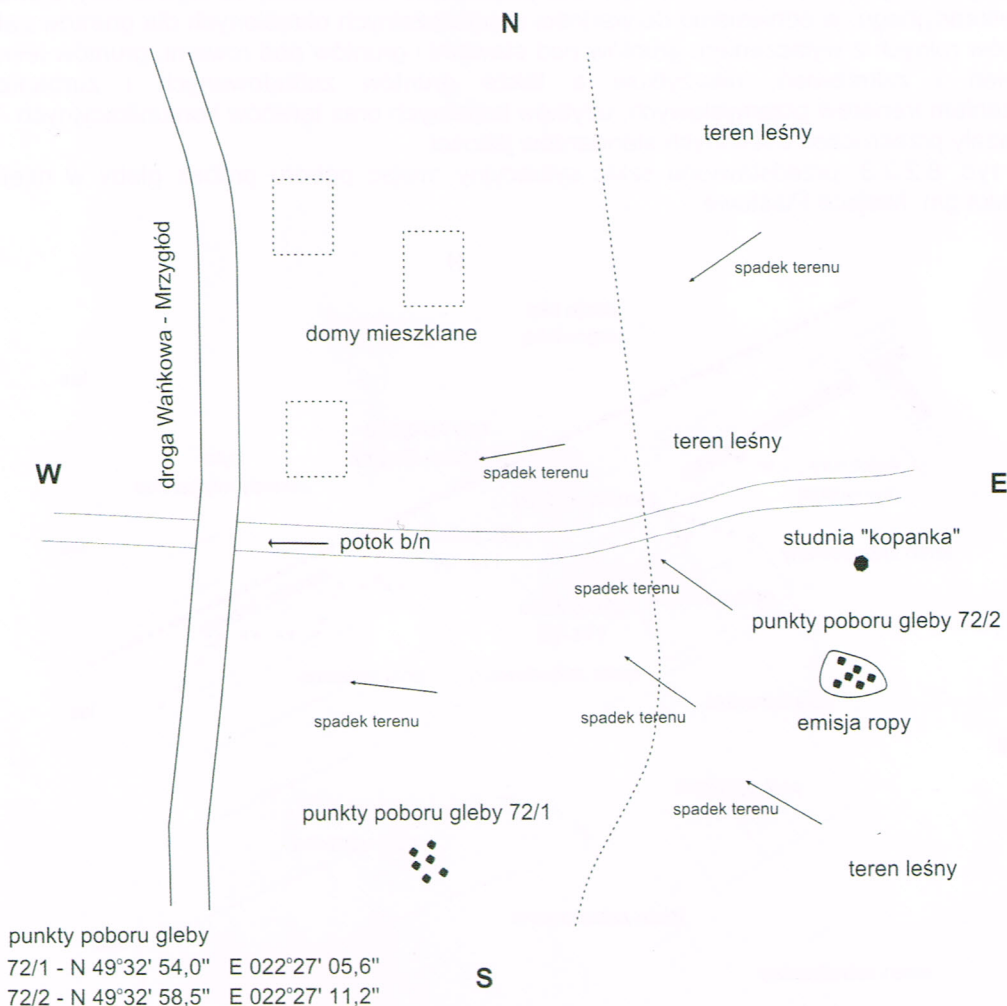 N
teren leśny
spadek terenu
droga Wańkowa - Mrzygłód
domy mieszklane
teren leśny
spadek terenu
W
E
potok b/n
studnia "kopanka"
spadek terenu
punkty poboru gleby 72/2
spadek terenu
spadek terenu
emisja ropy
punkty poboru gleby 72/1
spadek terenu
teren leśny
punkty poboru gleby
72/1 - N 49°32' 54,0" E 022°27' 05,6"
72/2 - N 49°32' 58,5" E 022°27' 11,2"
S